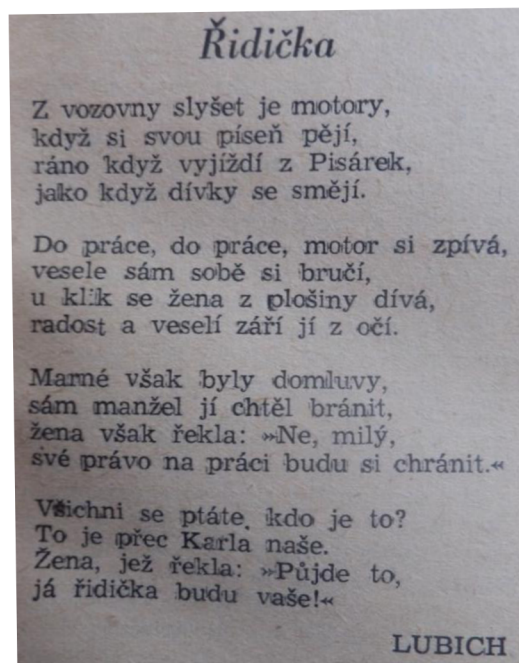 Řidička
Z vozovny slyšet je motory,
když si svou píseň pějí,
ráno když vyjíždí z Pisárek,
jako když dívky se smějí.
Do práce, do práce, motor si zpívá,
vesele sám sobě si bručí,
u klik se žena z plošiny dívá,
radost a veselí září jí z očí.
Marné však byly domluvy,
sám manžel jí chtěl bránit,
žena však řekla: »Ne, milý,
své právo na práci budu si chránit.«
Všichni se ptáte, kdo je to?
To je přec Karla naše.
Žena, jež řekla: »Půjde to,
já řidička budu vaše!«
LUBICH